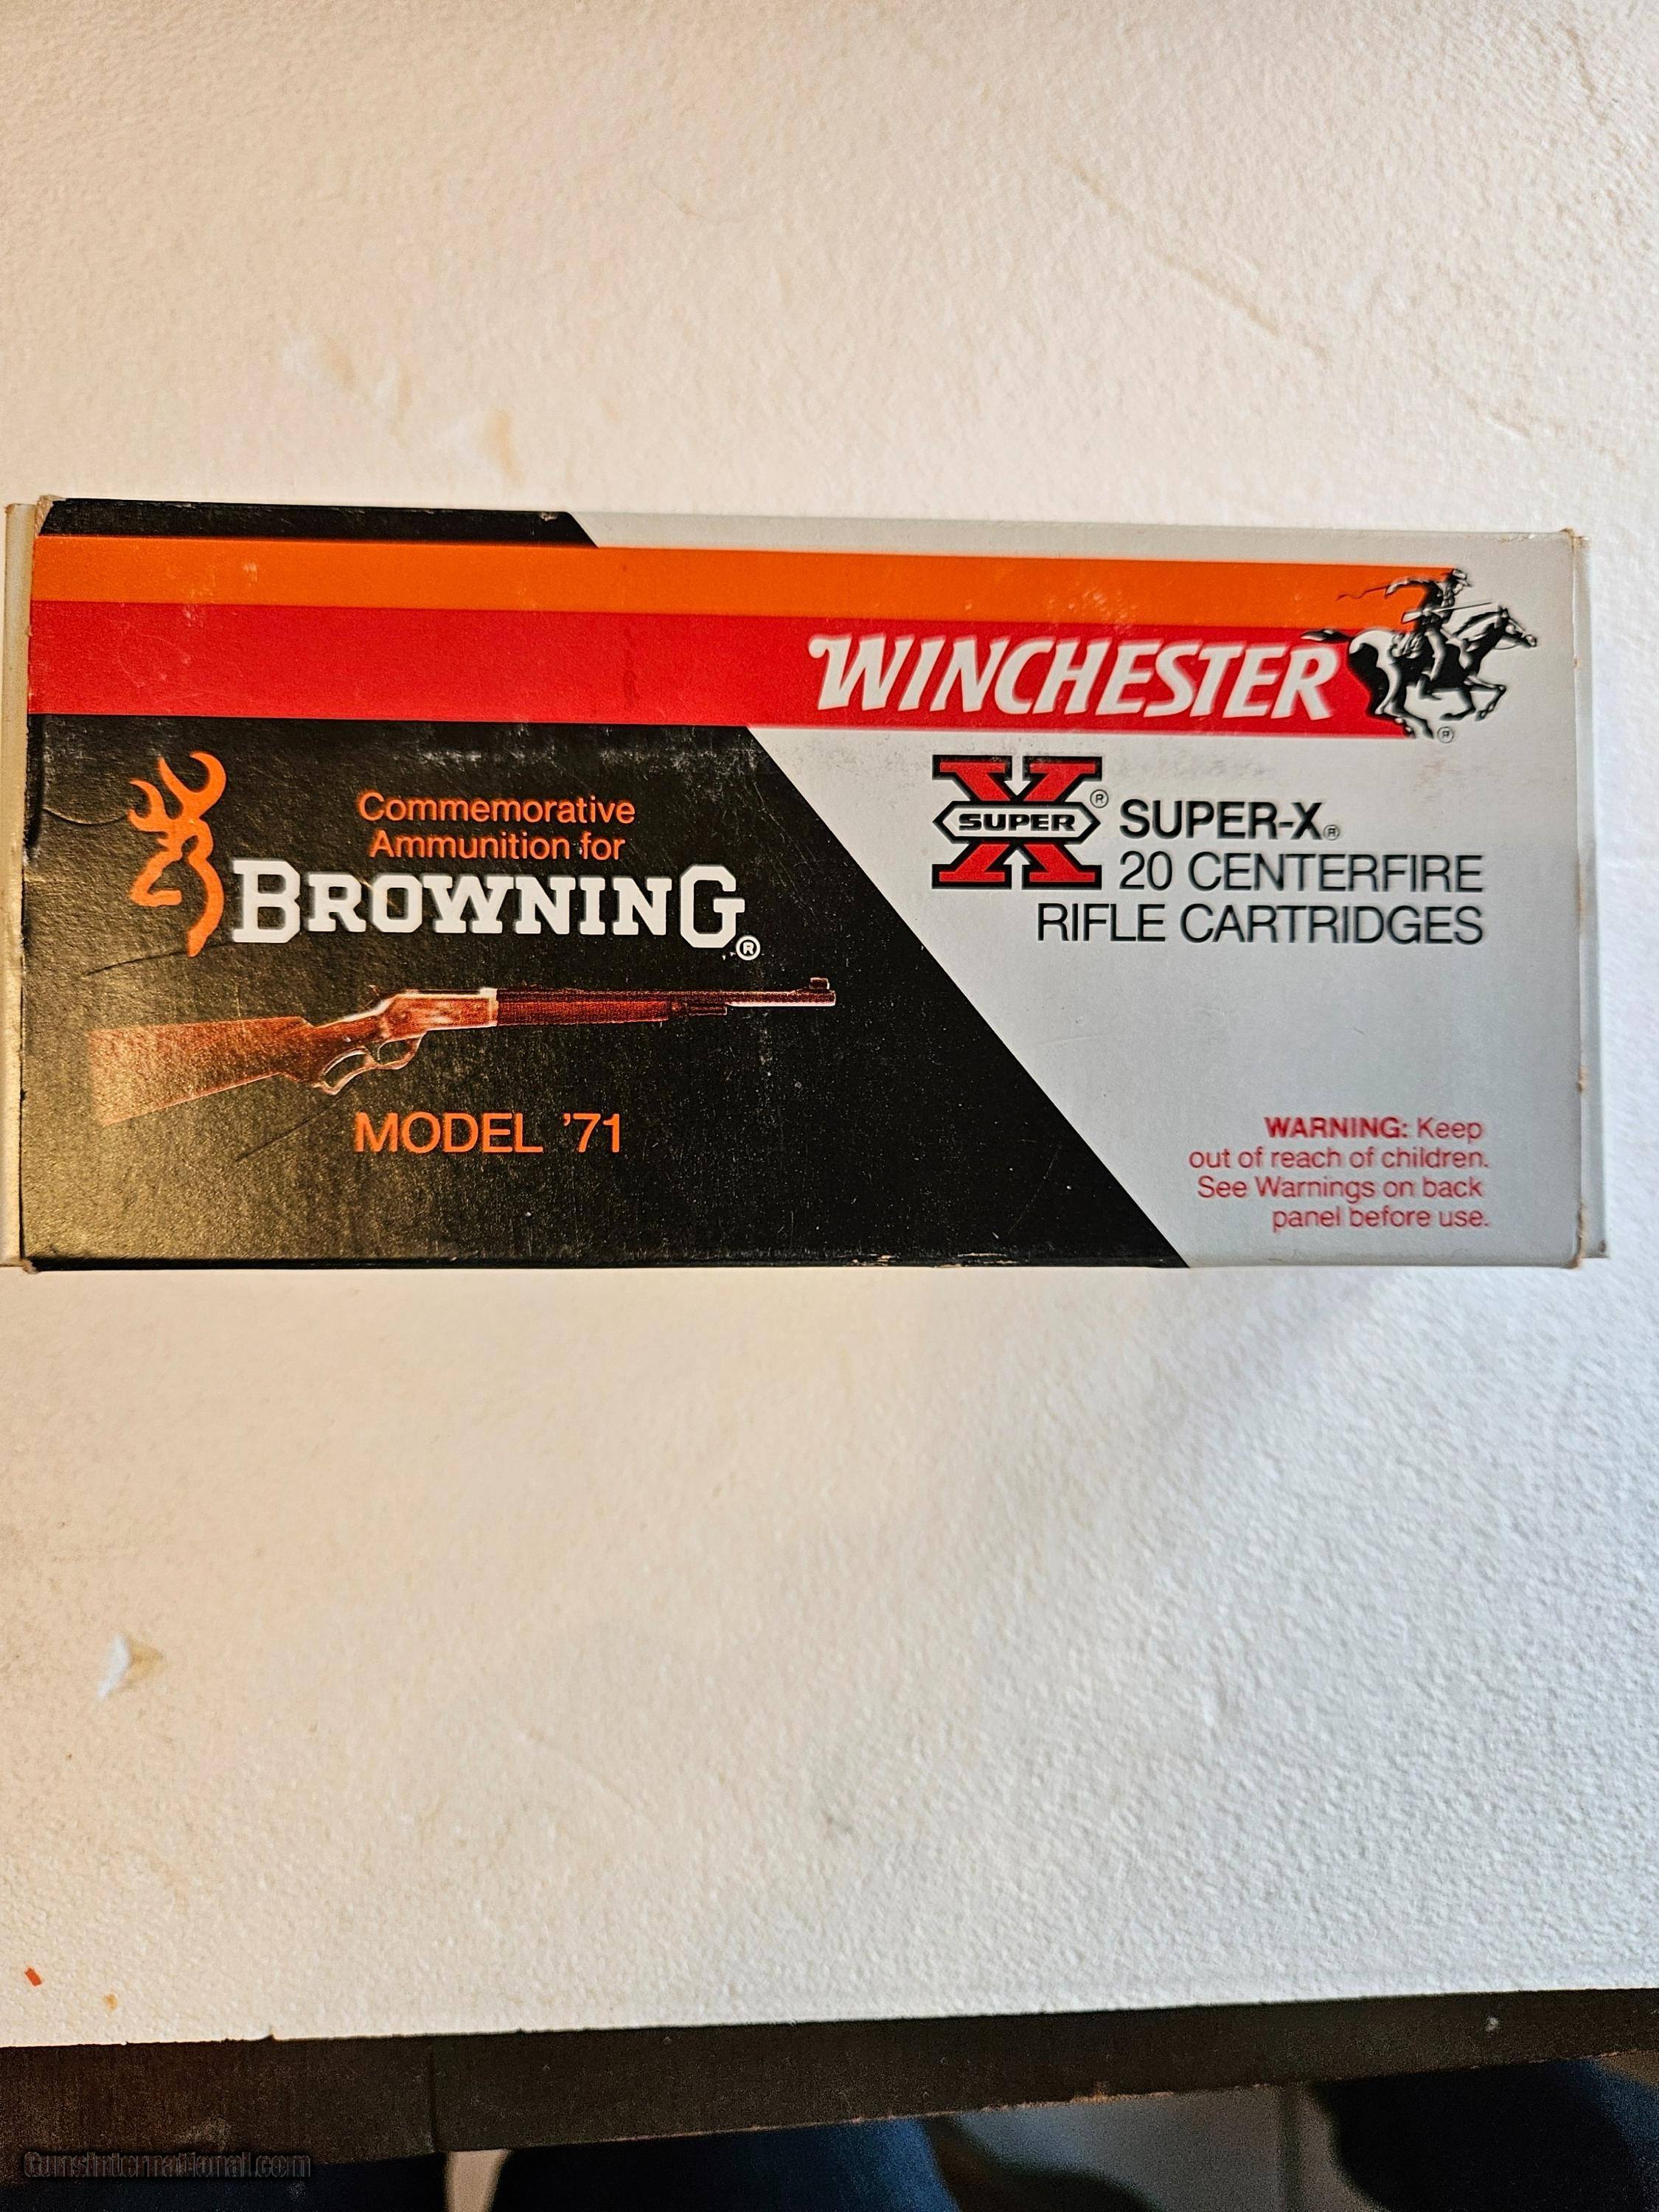 WINCHESTER
®
Commemorative
Ammunition for
BROWNING®
MODEL '71
X SUPER ®
SUPER-X®
20 CENTERFIRE
RIFLE CARTRIDGES
WARNING: Keep
out of reach of children.
See Warnings on back
panel before use.
GunsInternational.com